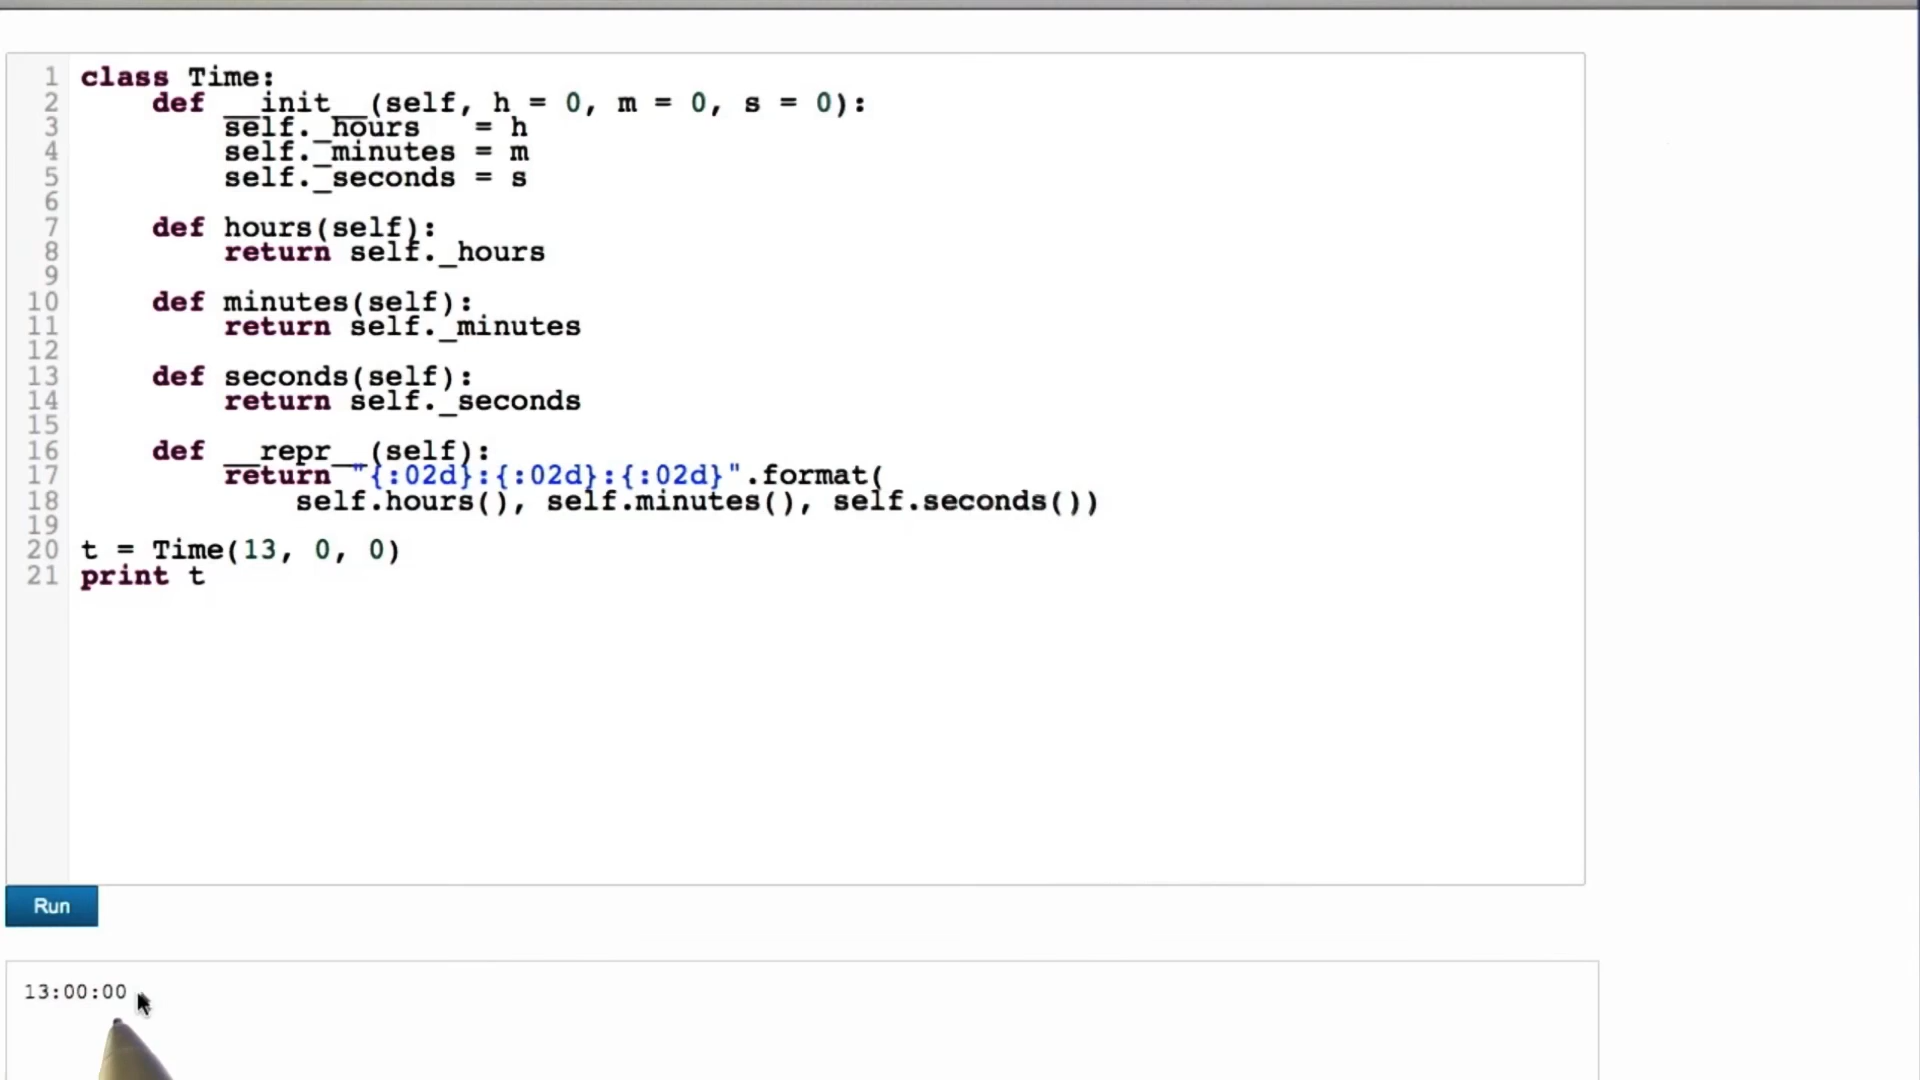 1 class Time:
2     def __init__(self, h = 0, m = 0, s = 0):
3         self._hours   = h
4         self._minutes = m
5         self._seconds = s
6
7     def hours(self):
8         return self._hours
9
10     def minutes(self):
11         return self._minutes
12
13     def seconds(self):
14         return self._seconds
15
16     def __repr__(self):
17         return "{:02d}:{:02d}:{:02d}".format(
18             self.hours(), self.minutes(), self.seconds())
19
20 t = Time(13, 0, 0)
21 print t
Run
13:00:00